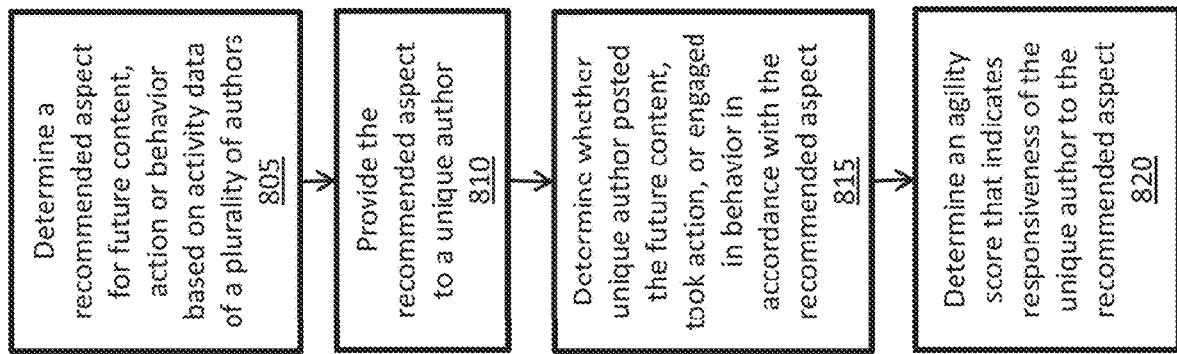 Determine a
recommended aspect
for future content,
action or behavior
based on activity data
of a plurality of authors
805
Provide the
recommended aspect
to a unique author
810
Determine whether
unique author posted
the future content,
took action, or engaged
in behavior in
accordance with the
recommended aspect
815
Determine an agility
score that indicates
responsiveness of the
unique author to the
recommended aspect
820